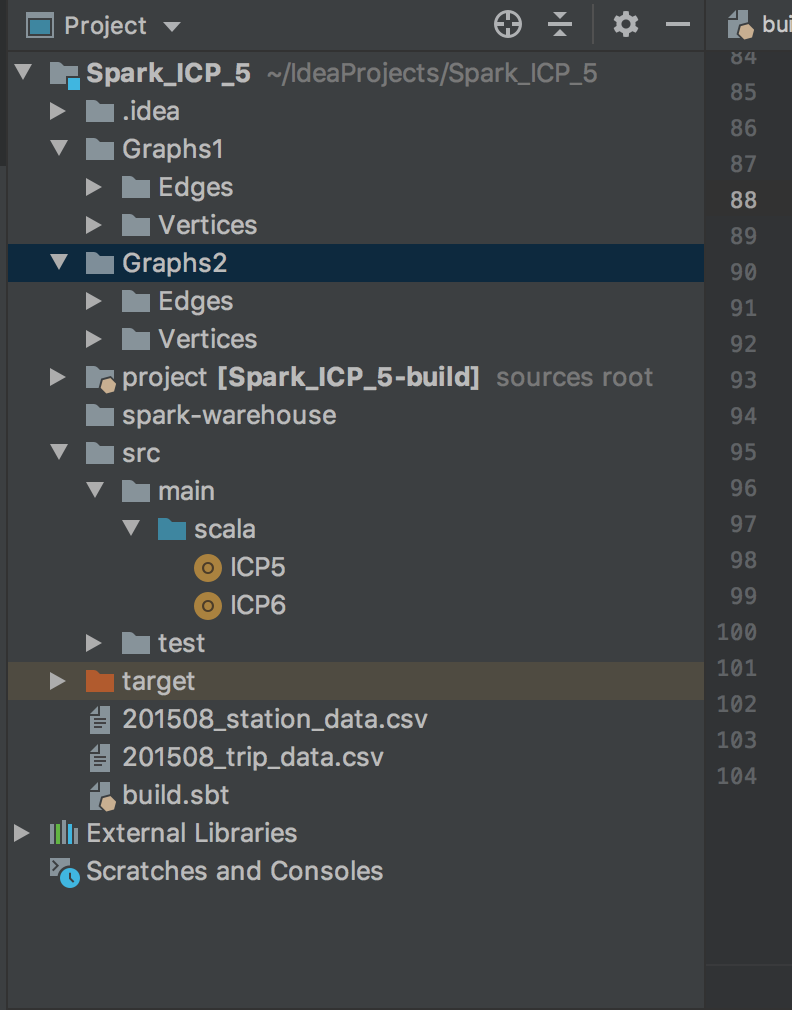 Project
bui
Spark_ICP_5 ~/IdeaProjects/Spark_ICP_5
.idea
Graphs1
Edges
Vertices
Graphs2
Edges
Vertices
project [Spark_ICP_5-build] sources root
spark-warehouse
src
main
scala
ICP5
ICP6
test
target
201508_station_data.csv
201508_trip_data.csv
build.sbt
External Libraries
Scratches and Consoles
84
85
86
87
88
89
90
91
92
93
94
95
96
97
98
99
100
101
102
103
104